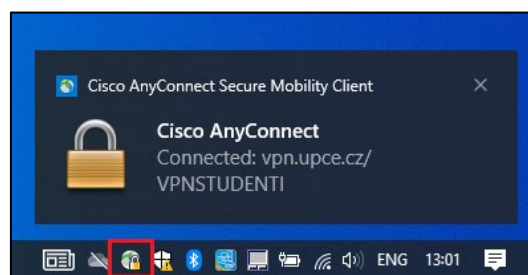 Cisco AnyConnect Secure Mobility Client
Cisco AnyConnect
Connected: vpn.upce.cz/
VPNSTUDENTI
ENG 13:01